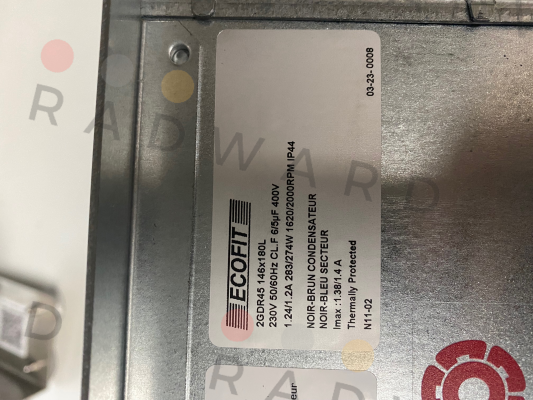 ECOFIT
2GDR45 146x180L
230V 50/60Hz CL.F 6/5µF 400V
1.24/1.2A 283/274W 1620/2000RPM IP44
NOIR-BRUN CONDENSATEUR
NOIR-BLEU SECTEUR
Imax :1.38/1.4 A
Thermally Protected
N11-02
03-23-0008
RADWARD
RADWAR
eur